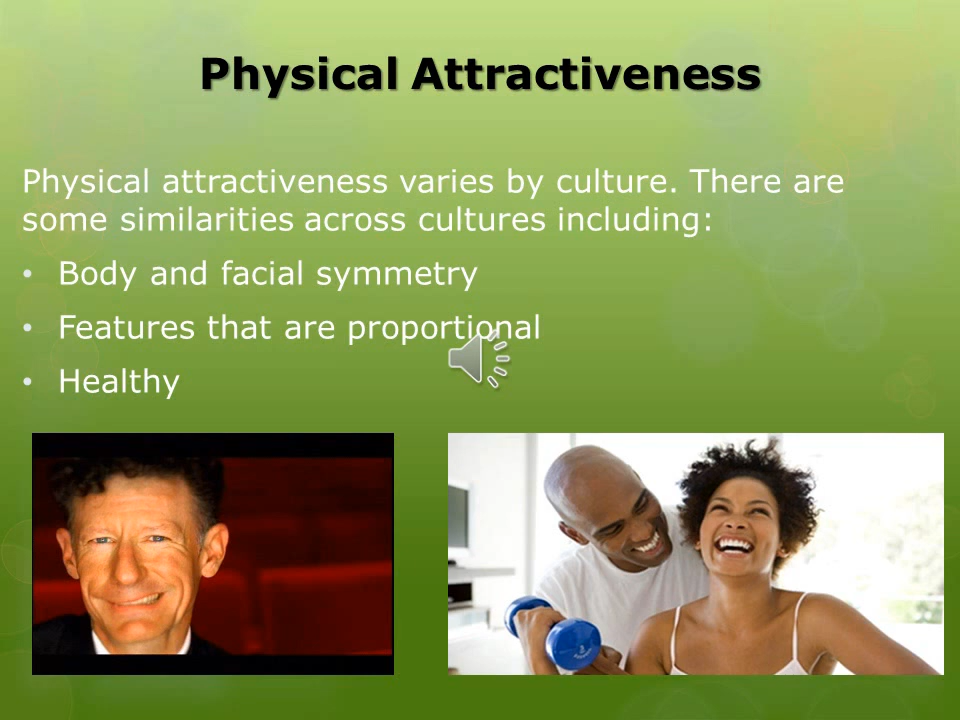 Physical Attractiveness
Physical attractiveness varies by culture. There are
some similarities across cultures including:
• Body and facial symmetry
• Features that are proportional
• Healthy